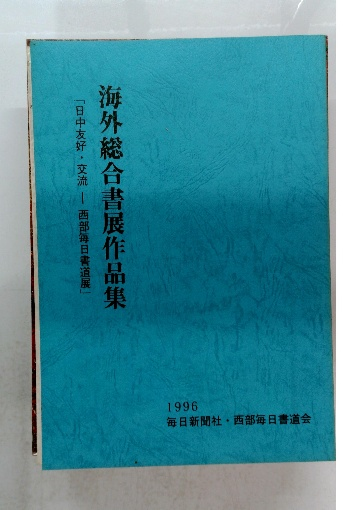 海外総合書展作品集
「日中友好・交流 ― 西部毎日書道展」
1996
毎日新聞社・西部毎日書道会